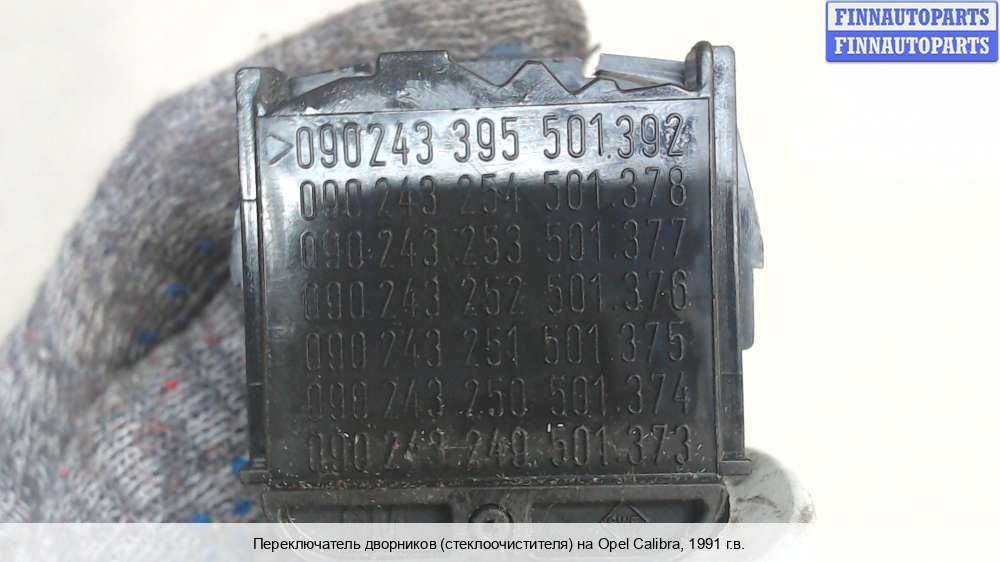 FINNAUTOPARTS
FINNAUTOPARTS
>090243 395 501.392
090 243 254 501.378
090 243 253 501.377
090 243 252 501.376
090 243 251 501.375
090 243 250 501.374
090 243 249 501.373
Переключатель дворников (стеклоочистителя) на Opel Calibra, 1991 г.в.